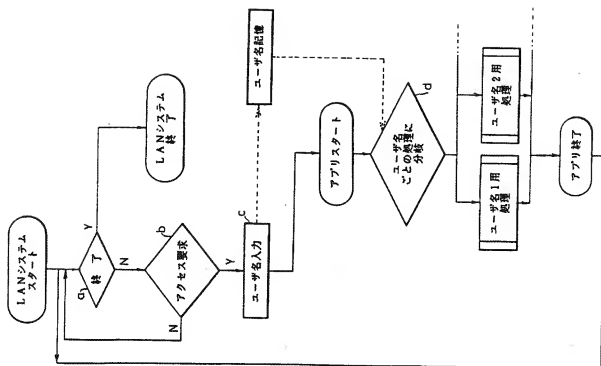 LANシステム
スタート
a
終了
Y
LANシステム
終了
N
b
アクセス要求
N
Y
c
ユーザ名入力
ユーザ名記憶
アプリスタート
d
ユーザ名
ごとの処理に
分岐
ユーザ名1用
処理
ユーザ名2用
処理
アプリ終了